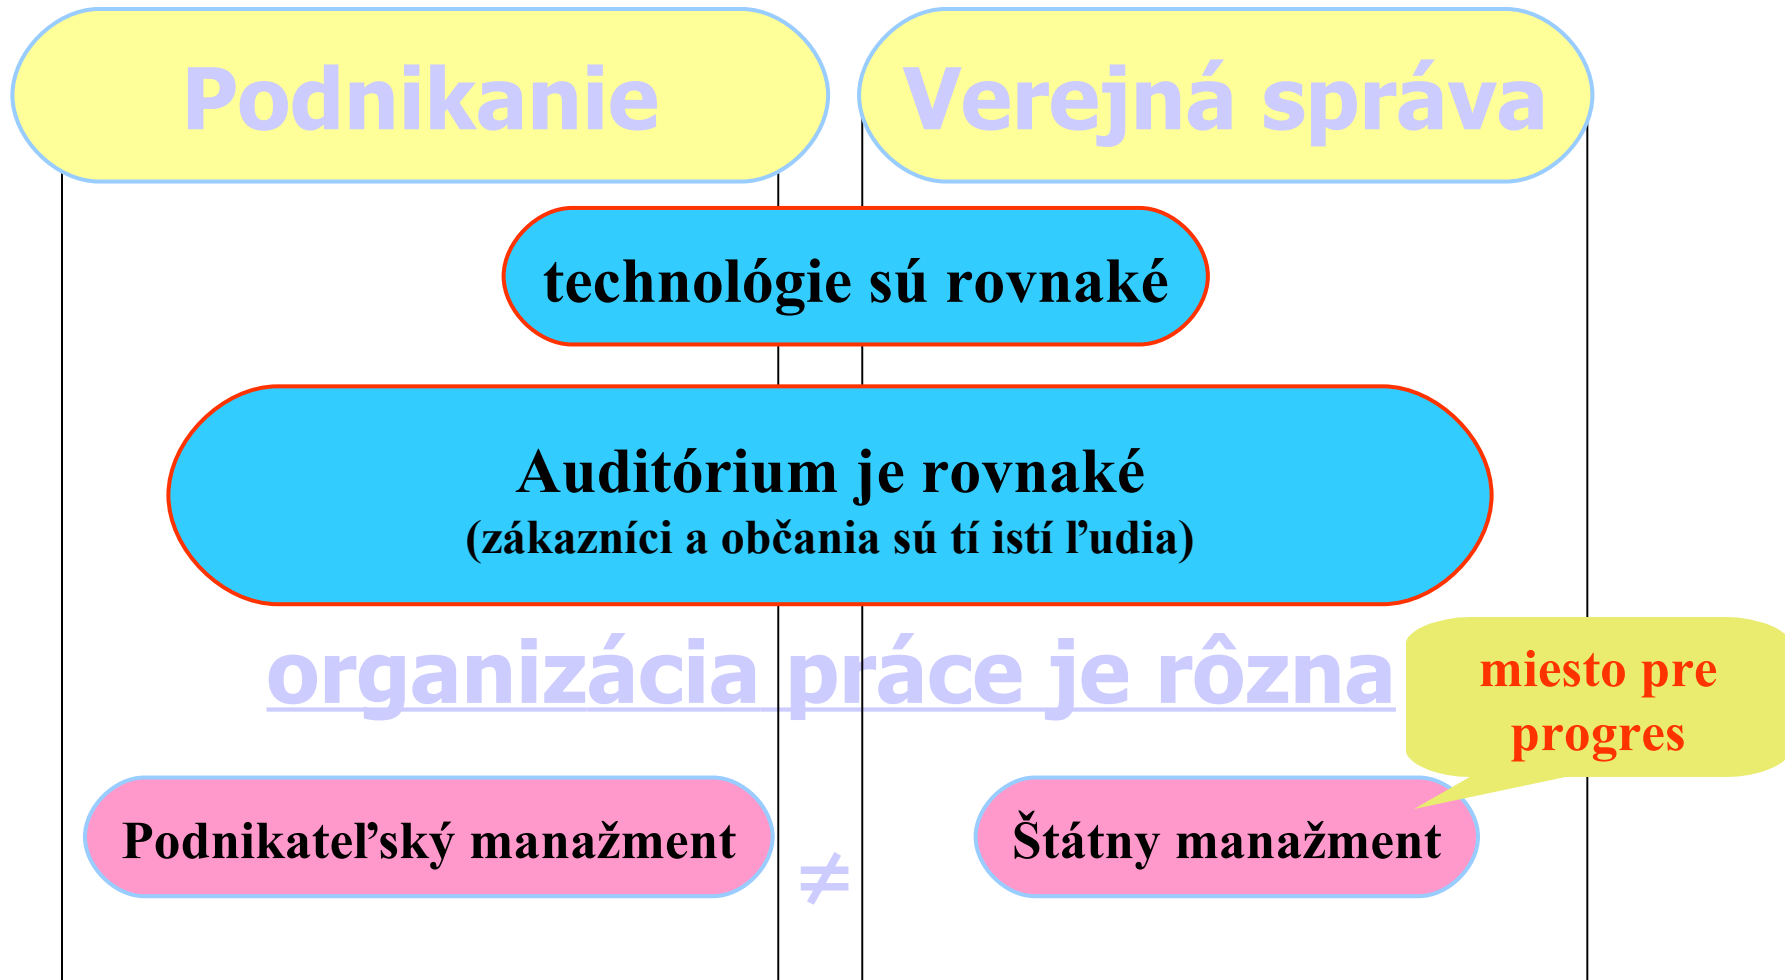 Podnikanie
Verejná správa
technológie sú rovnaké
Auditórium je rovnaké
(zákazníci a občania sú tí istí ľudia)
organizácia práce je rôzna
miesto pre
progres
Podnikateľský manažment
≠
Štátny manažment